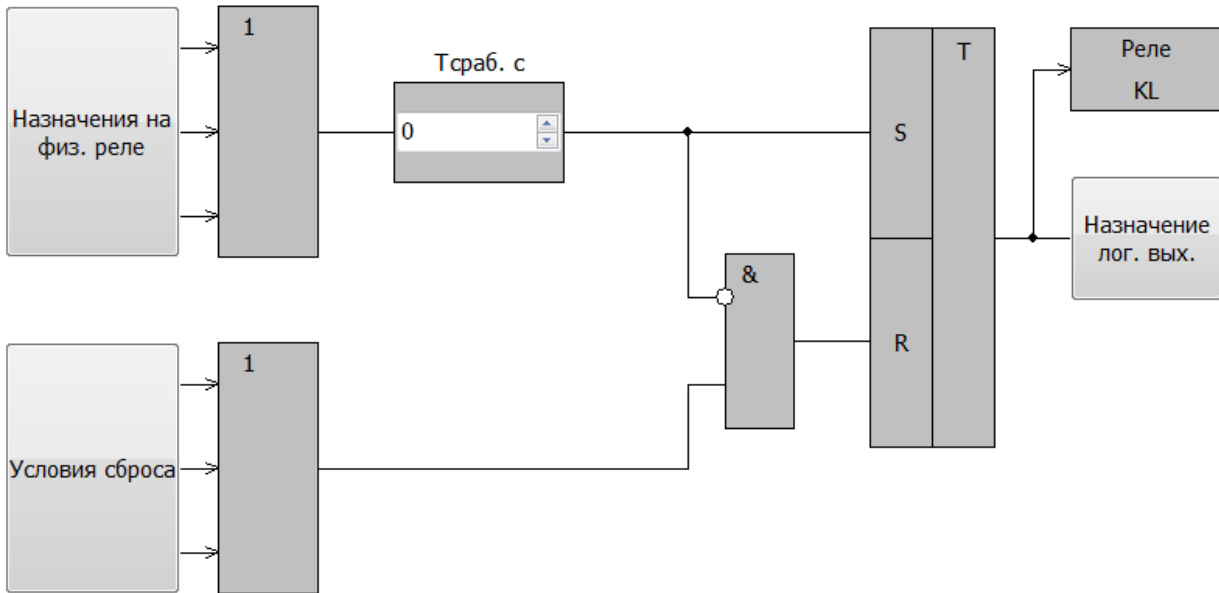 Назначения на
физ. реле
1
Тсраб. с
0
S
T
R
&
Реле
KL
Назначение
лог. вых.
Условия сброса
1